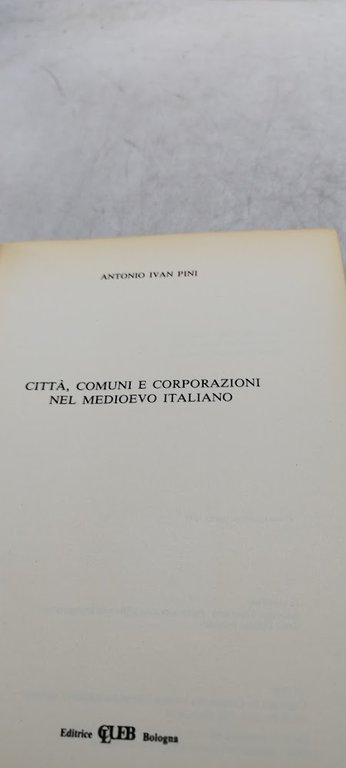 ANTONIO IVAN PINI
CITTÀ, COMUNI E CORPORAZIONI
NEL MEDIOEVO ITALIANO
Editrice CLUEB Bologna